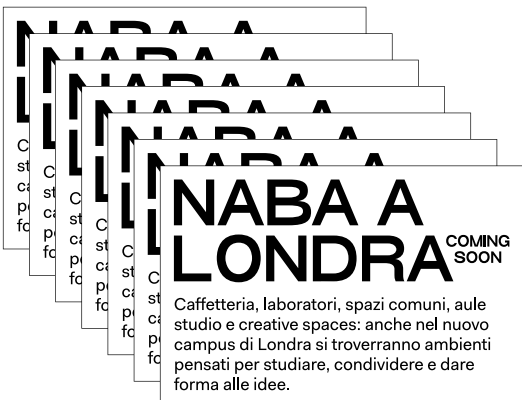 NABA A
LONDRA COMING
SOON
Caffetteria, laboratori, spazi comuni, aule
studio e creative spaces: anche nel nuovo
campus di Londra si troverranno ambienti
pensati per studiare, condividere e dare
forma alle idee.